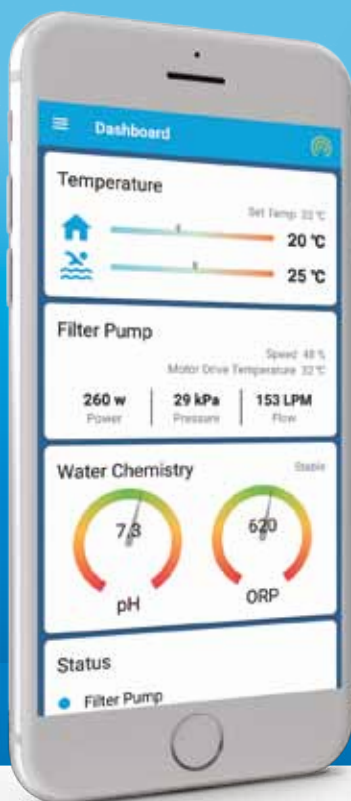 Dashboard
Temperature
Set Temp 22 °C
20 °C
25 °C
Filter Pump
Speed 48 %
Motor Drive Temperature 32 °C
260 w 29 kPa 153 LPM
Power Pressure Flow
Water Chemistry Stable
7.3 620
pH ORP
Status
Filter Pump